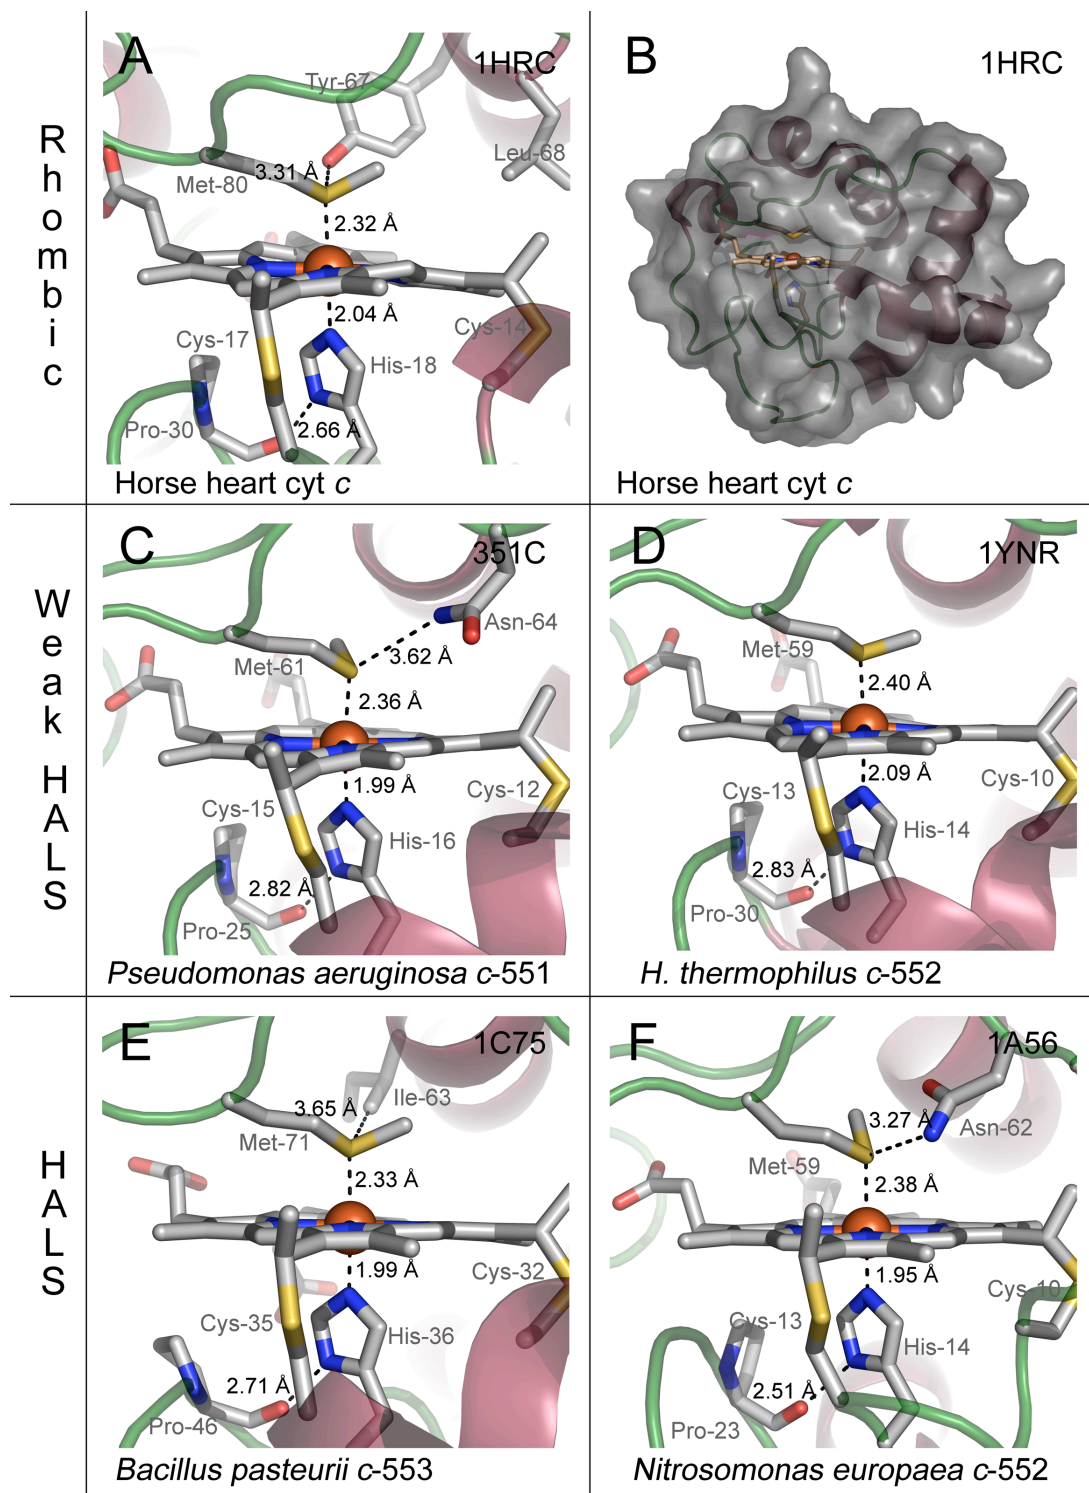 Rhombic
A
1HRC
Tyr-67
Leu-68
3.31 Å
Met-80
2.32 Å
2.04 Å
Cys-14
Cys-17
His-18
Pro-30
2.66 Å
Horse heart cyt c
B
1HRC
Horse heart cyt c
Weak HALS
C
351C
Asn-64
3.62 Å
Met-61
2.36 Å
1.99 Å
Cys-12
Cys-15
His-16
2.82 Å
Pro-25
Pseudomonas aeruginosa c-551
D
1YNR
Met-59
2.40 Å
2.09 Å
Cys-10
Cys-13
His-14
2.83 Å
Pro-30
H. thermophilus c-552
HALS
E
1C75
Ile-63
3.65 Å
Met-71
2.33 Å
1.99 Å
Cys-32
Cys-35
His-36
2.71 Å
Pro-46
Bacillus pasteurii c-553
F
1A56
3.27 Å
Asn-62
Met-59
2.38 Å
1.95 Å
Cys-10
Cys-13
His-14
2.51 Å
Pro-23
Nitrosomonas europaea c-552